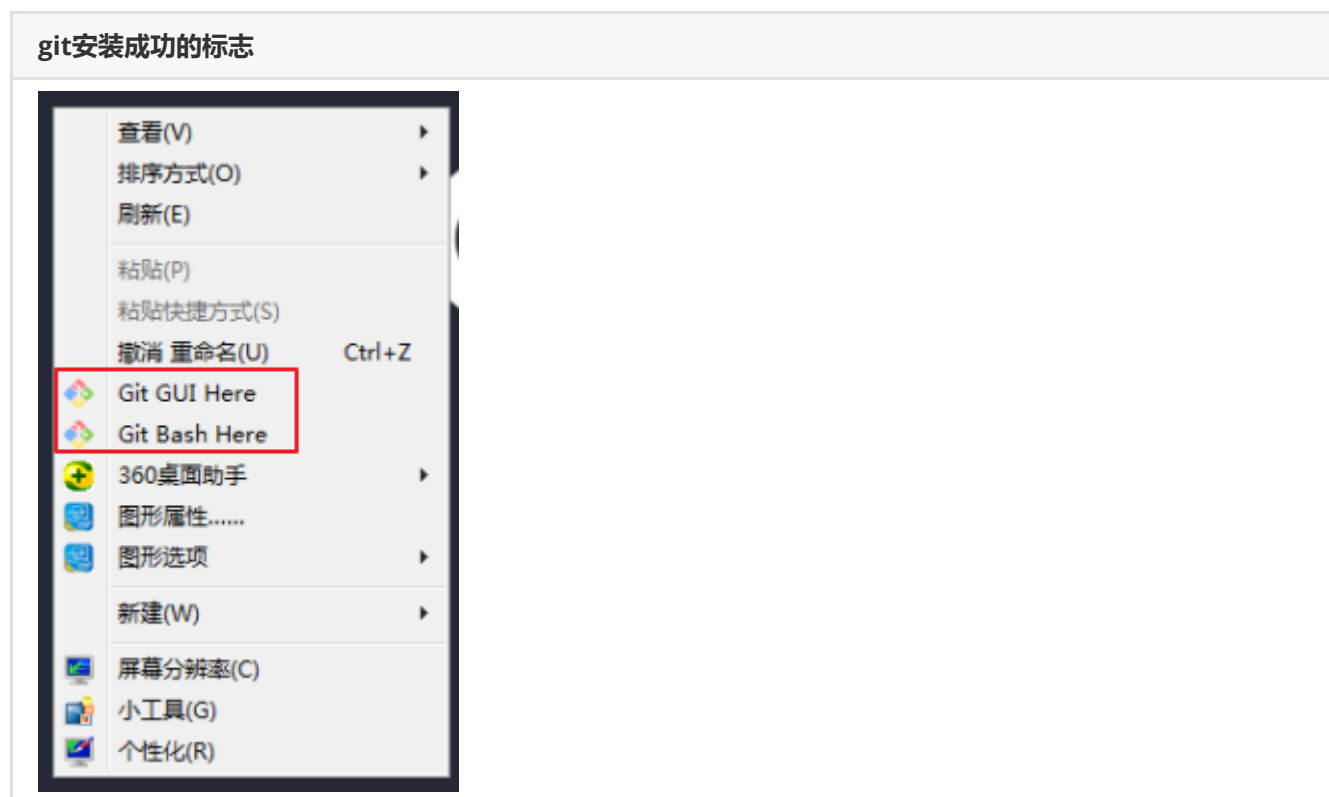 git安装成功的标志
查看(V)
排序方式(O)
刷新(E)
粘贴(P)
粘贴快捷方式(S)
撤消 重命名(U) Ctrl+Z
Git GUI Here
Git Bash Here
360桌面助手
图形属性......
图形选项
新建(W)
屏幕分辨率(C)
小工具(G)
个性化(R)